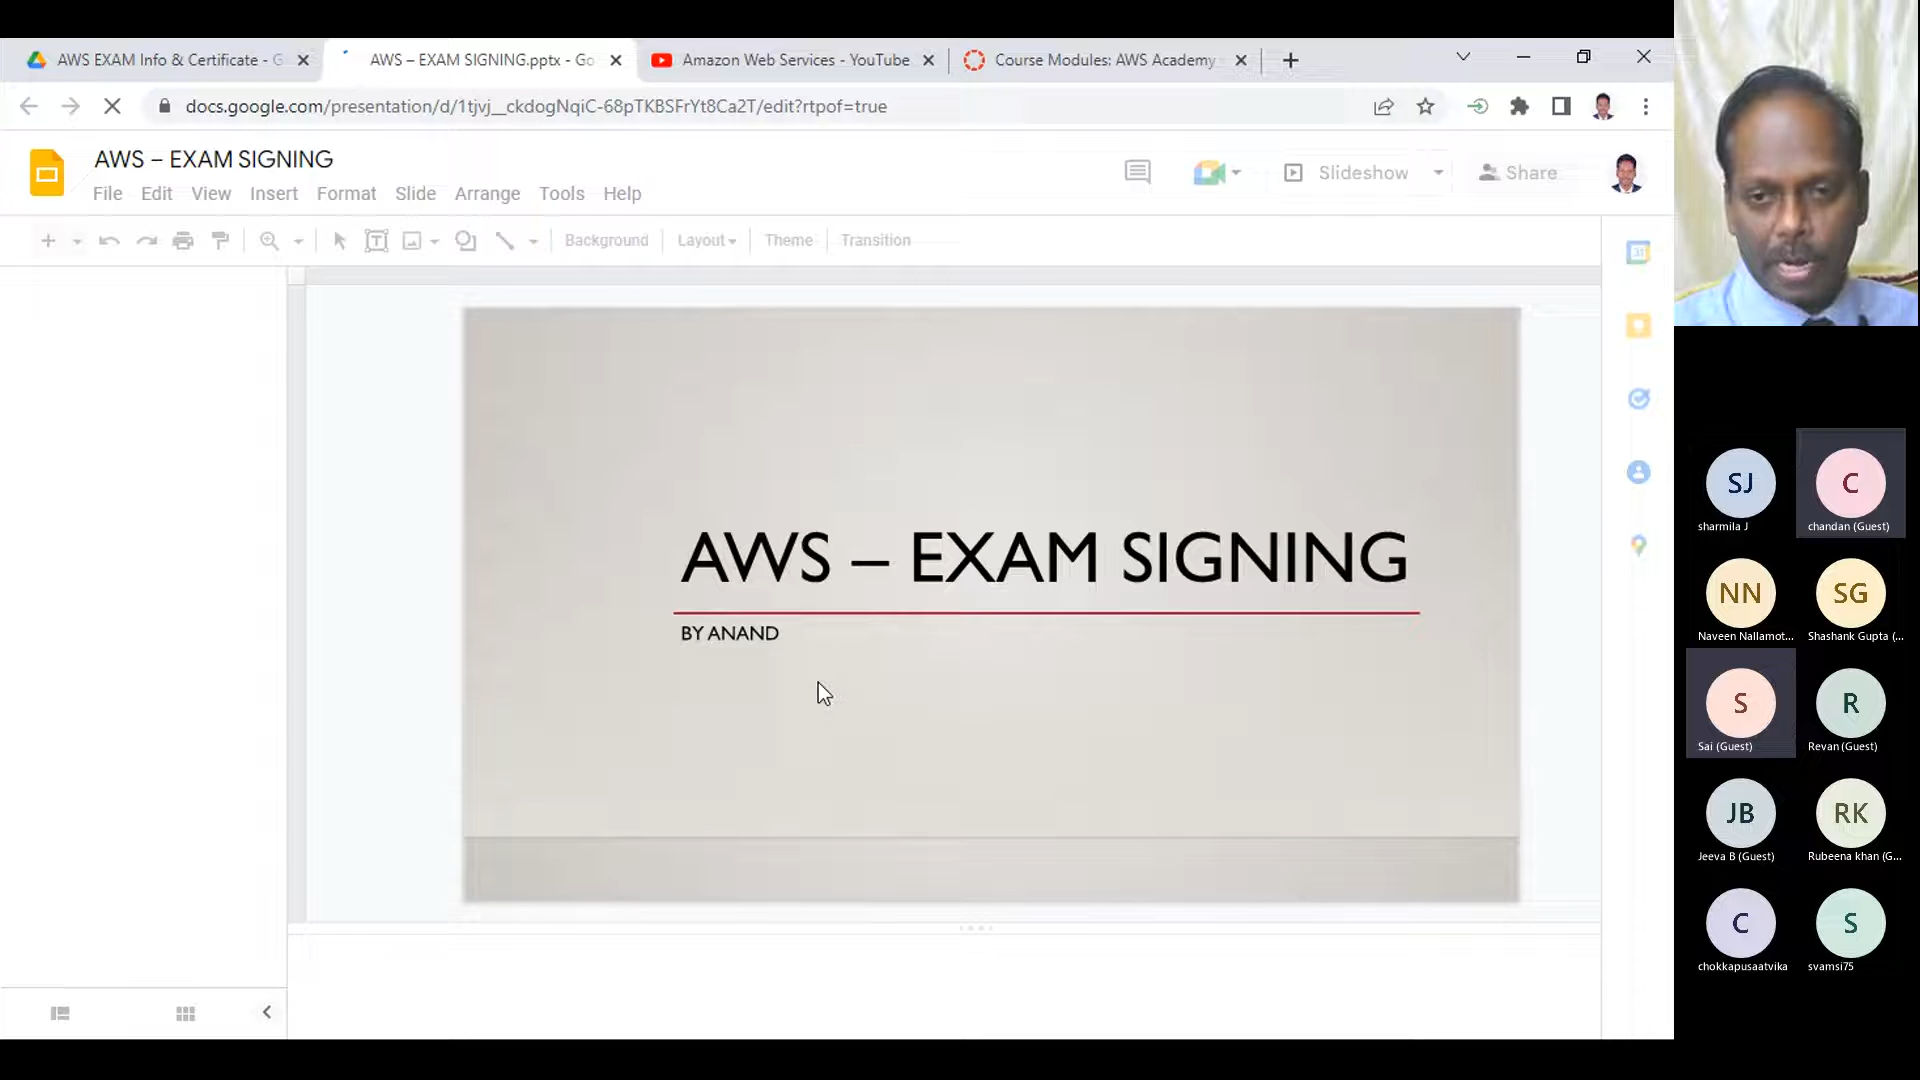 AWS EXAM Info & Certificate - G
AWS – EXAM SIGNING.pptx - Go
Amazon Web Services - YouTube
Course Modules: AWS Academy
docs.google.com/presentation/d/1tjvj__ckdogNqiC-68pTKBSFrYt8Ca2T/edit?rtpof=true
AWS – EXAM SIGNING
File Edit View Insert Format Slide Arrange Tools Help
Slideshow
Share
Background Layout Theme Transition
31
AWS – EXAM SIGNING
BY ANAND
SJ
sharmila J
C
chandan (Guest)
NN
Naveen Nallamot...
SG
Shashank Gupta (...
S
Sai (Guest)
R
Revan (Guest)
JB
Jeeva B (Guest)
RK
Rubeena khan (G...
C
chokkapusaatvika
S
svamsi75